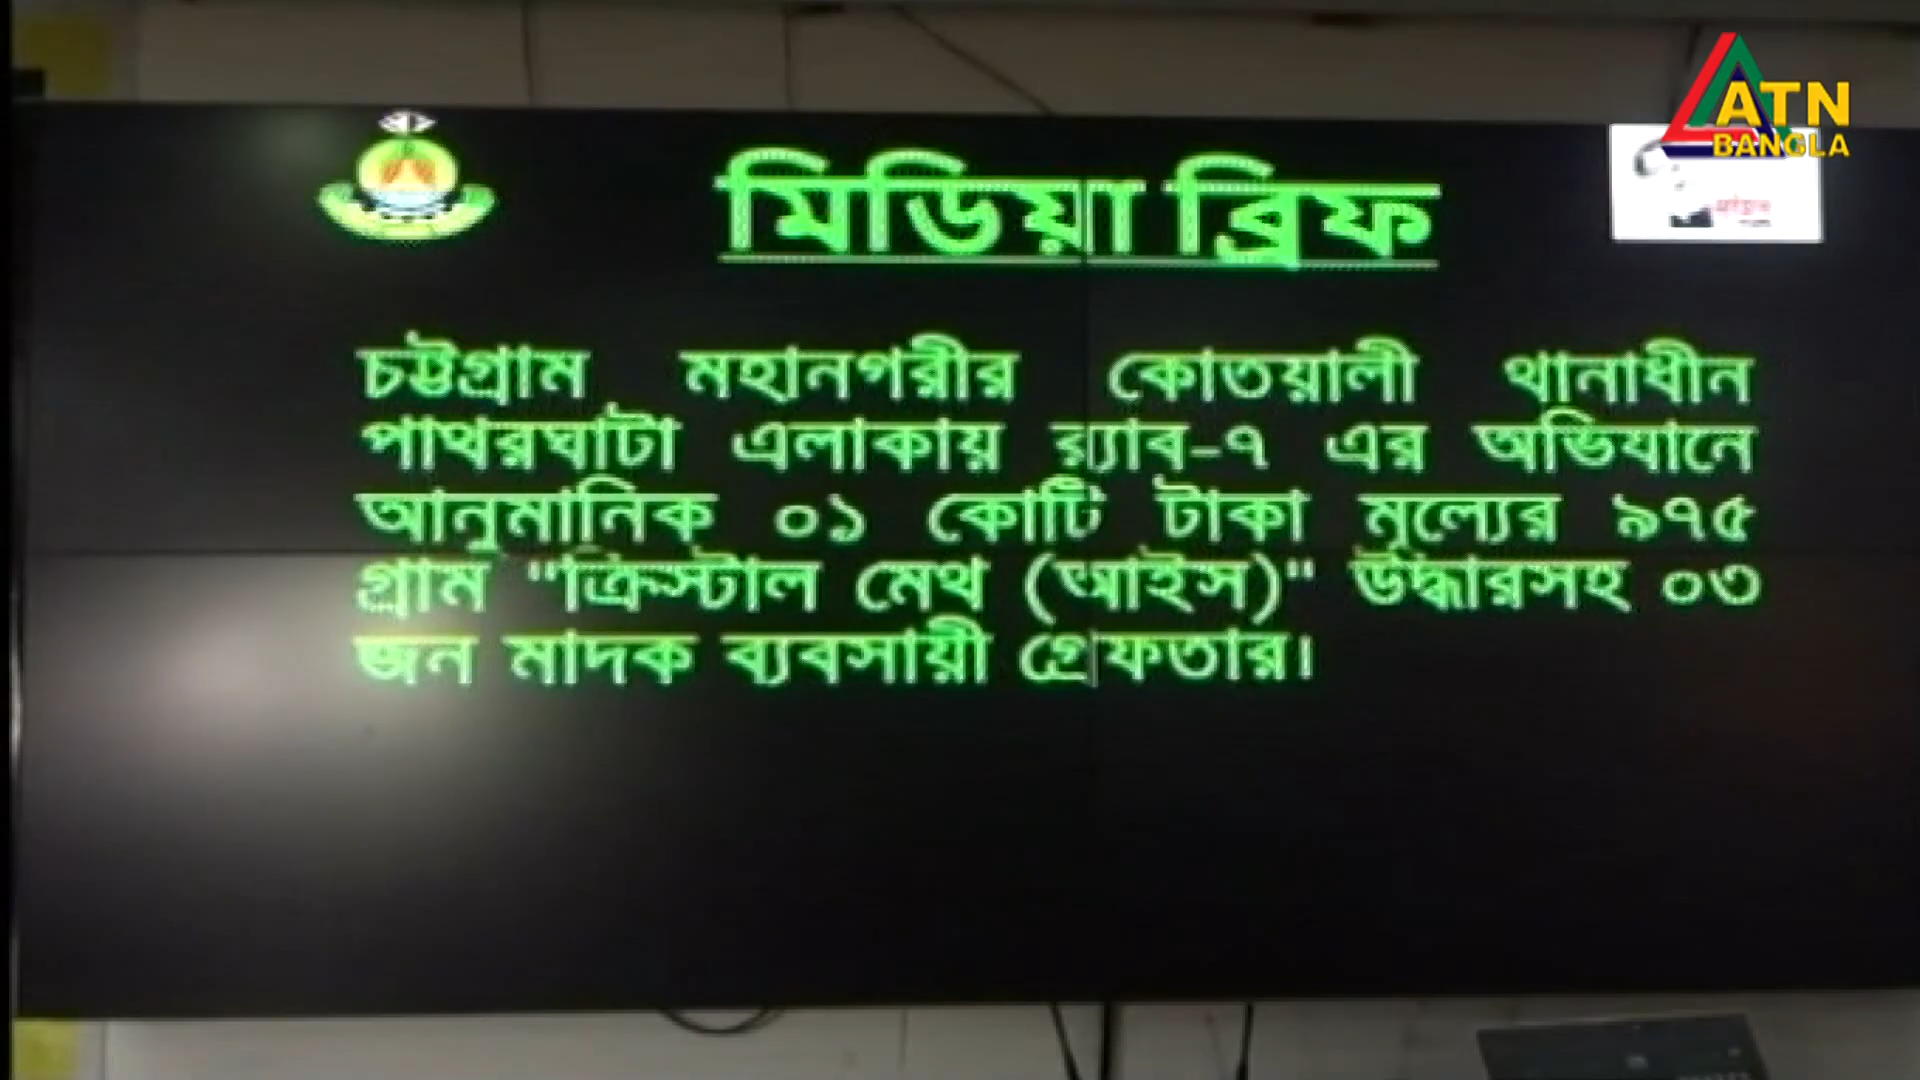 ATN
BANGLA
মিডিয়া ব্রিফ
চট্টগ্রাম মহানগরীর কোতয়ালী থানাধীন
পাথরঘাটা এলাকায় র‍্যাব-৭ এর অভিযানে
আনুমানিক ০১ কোটি টাকা মূল্যের ৯৭৫
গ্রাম "ক্রিস্টাল মেথ (আইস)" উদ্ধারসহ ০৩
জন মাদক ব্যবসায়ী গ্রেফতার।